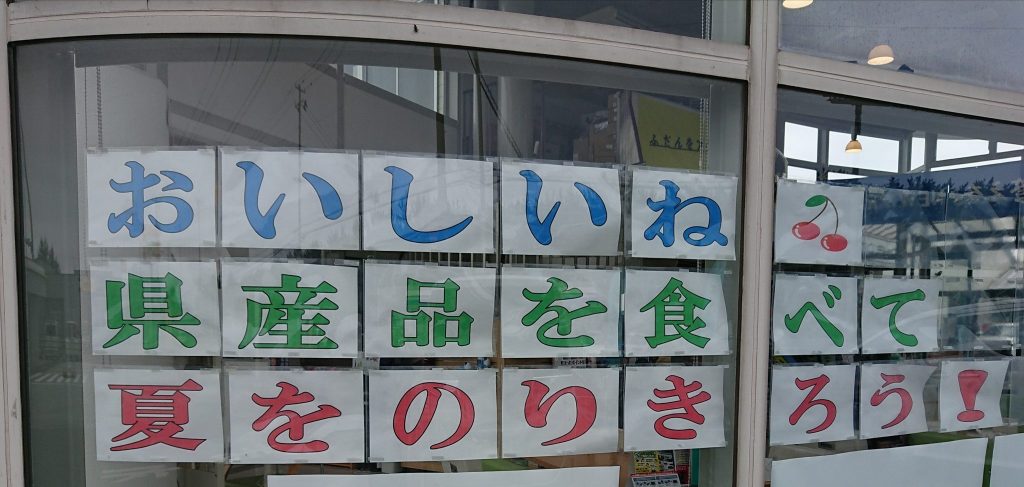 おいしいね
県産品を食べて
夏をのりきろう!